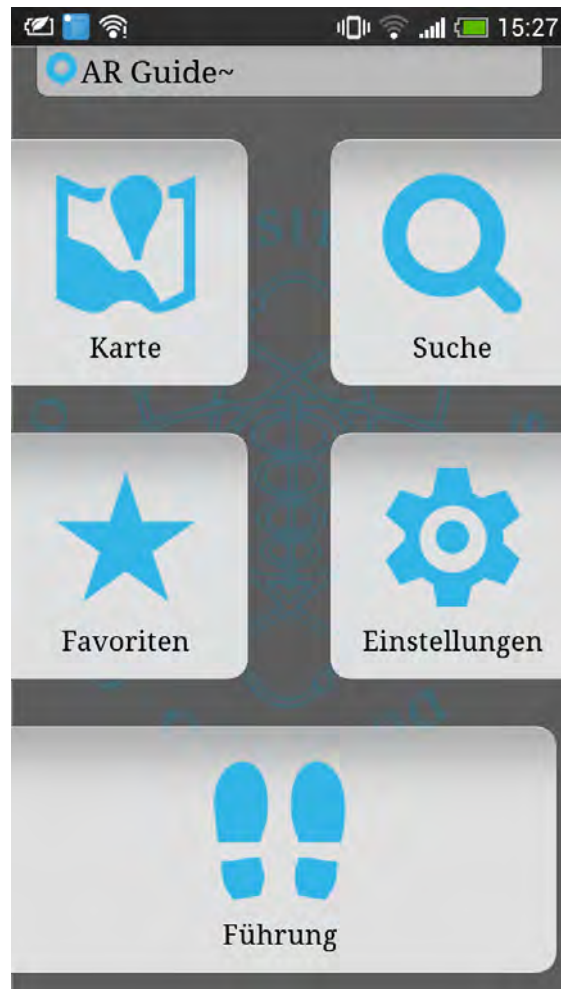 15:27
AR Guide~
Karte
Suche
Favoriten
Einstellungen
Führung